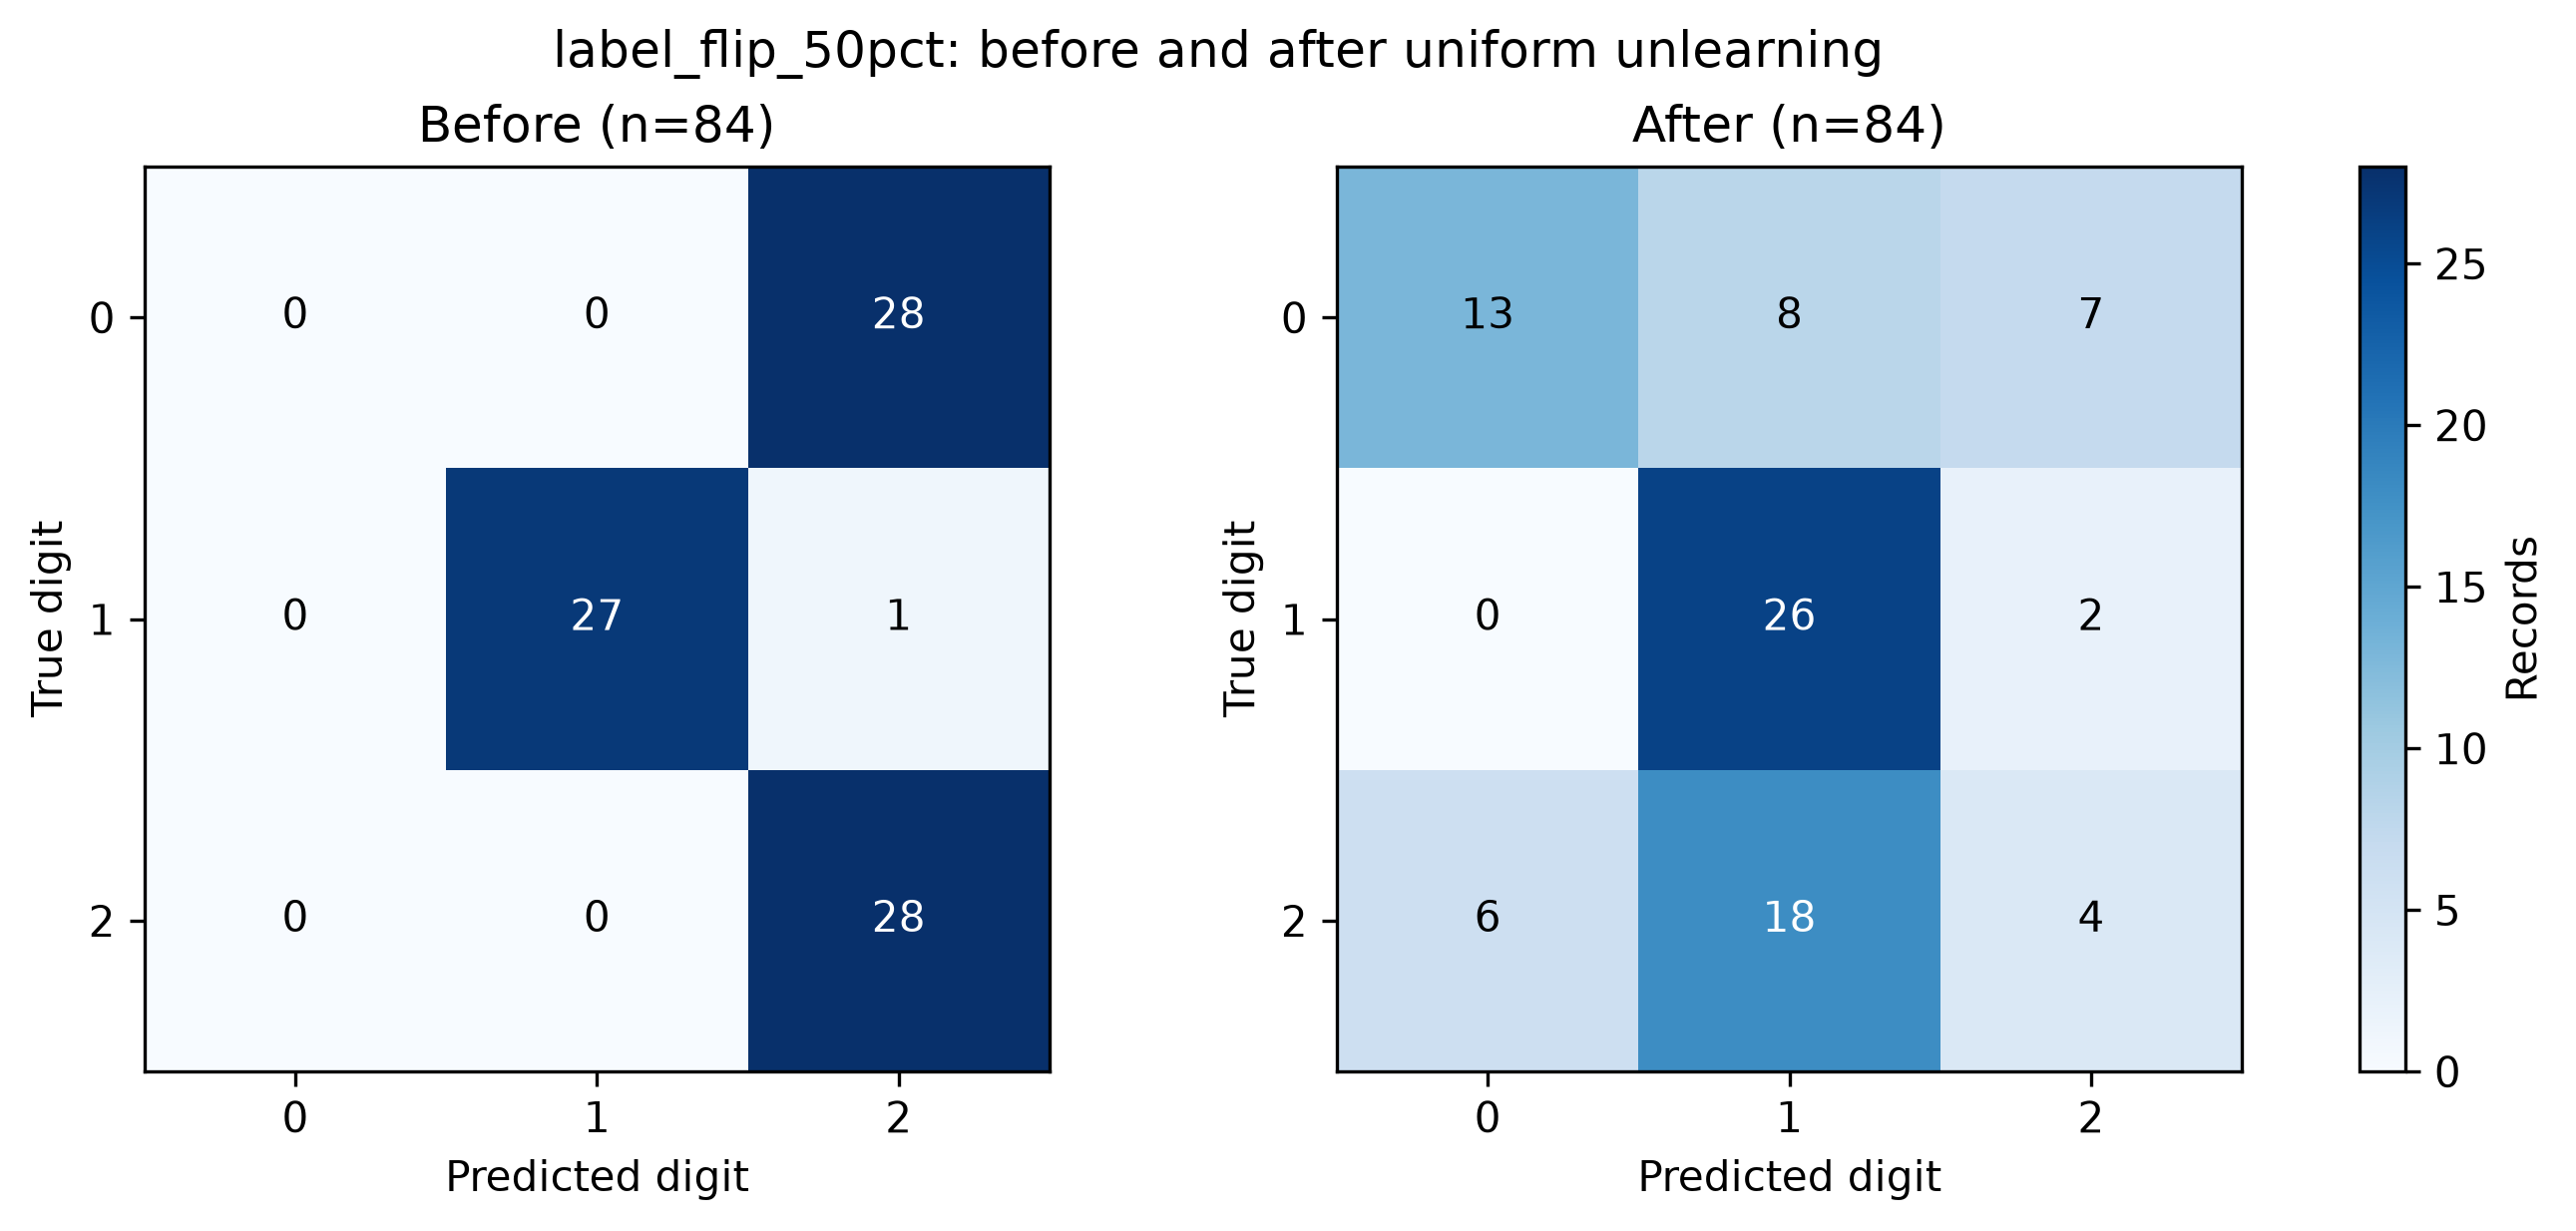 label_flip_50pct: before and after uniform unlearning
Before (n=84)
True digit
0 0 0 28
1 0 27 1
2 0 0 28
0 1 2
Predicted digit
After (n=84)
True digit
0 13 8 7
1 0 26 2
2 6 18 4
0 1 2
Predicted digit
25
20
15
10
5
0
Records